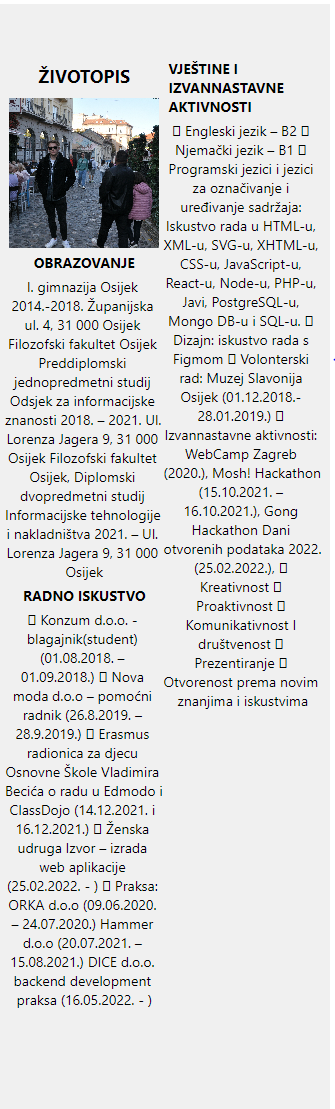 ŽIVOTOPIS
OBRAZOVANJE
I. gimnazija Osijek
2014.-2018. Županijska
ul. 4, 31 000 Osijek
Filozofski fakultet Osijek
Preddiplomski
jednopredmetni studij
Odsjek za informacijske
znanosti 2018. – 2021. Ul.
Lorenza Jagera 9, 31 000
Osijek Filozofski fakultet
Osijek, Diplomski
dvopredmetni studij
Informacijske tehnologije
i nakladništva 2021. – Ul.
Lorenza Jagera 9, 31 000
Osijek
RADNO ISKUSTVO
▯ Konzum d.o.o. -
blagajnik(student)
(01.08.2018. –
01.09.2018.) ▯ Nova
moda d.o.o – pomoćni
radnik (26.8.2019. –
28.9.2019.) ▯ Erasmus
radionica za djecu
Osnovne Škole Vladimira
Becića o radu u Edmodo i
ClassDojo (14.12.2021. i
16.12.2021.) ▯ Ženska
udruga Izvor – izrada
web aplikacije
(25.02.2022. - ) ▯ Praksa:
ORKA d.o.o (09.06.2020.
– 24.07.2020.) Hammer
d.o.o (20.07.2021. –
15.08.2021.) DICE d.o.o.
backend development
praksa (16.05.2022. - )
VJEŠTINE I
IZVANNASTAVNE
AKTIVNOSTI
▯ Engleski jezik – B2 ▯
Njemački jezik – B1 ▯
Programski jezici i jezici
za označivanje i
uređivanje sadržaja:
Iskustvo rada u HTML-u,
XML-u, SVG-u, XHTML-u,
CSS-u, JavaScript-u,
React-u, Node-u, PHP-u,
Javi, PostgreSQL-u,
Mongo DB-u i SQL-u. ▯
Dizajn: iskustvo rada s
Figmom ▯ Volonterski
rad: Muzej Slavonija
Osijek (01.12.2018.-
28.01.2019.) ▯
Izvannastavne aktivnosti:
WebCamp Zagreb
(2020.), Mosh! Hackathon
(15.10.2021. –
16.10.2021.), Gong
Hackathon Dani
otvorenih podataka 2022.
(25.02.2022.), ▯
Kreativnost ▯
Proaktivnost ▯
Komunikativnost I
društvenost ▯
Prezentiranje ▯
Otvorenost prema novim
znanjima i iskustvima